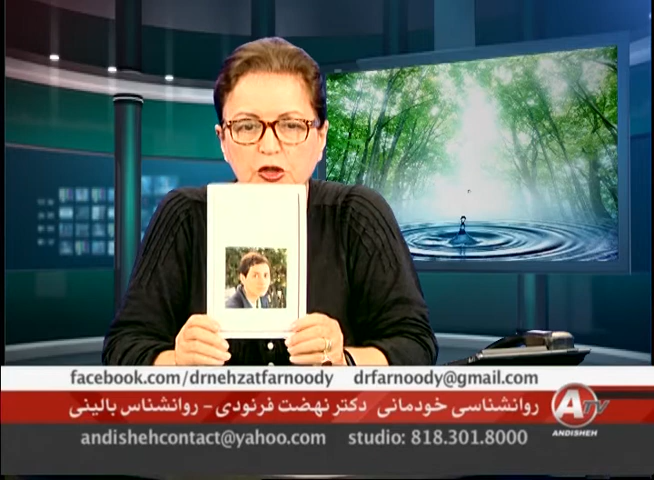 facebook.com/drnehzatfarnoody drfarnoody@gmail.com
روانشناسی خودمانی دکتر نهضت فرنودی - روانشناس بالینی
ATV
ANDISHEH
andishehcontact@yahoo.com studio: 818.301.8000